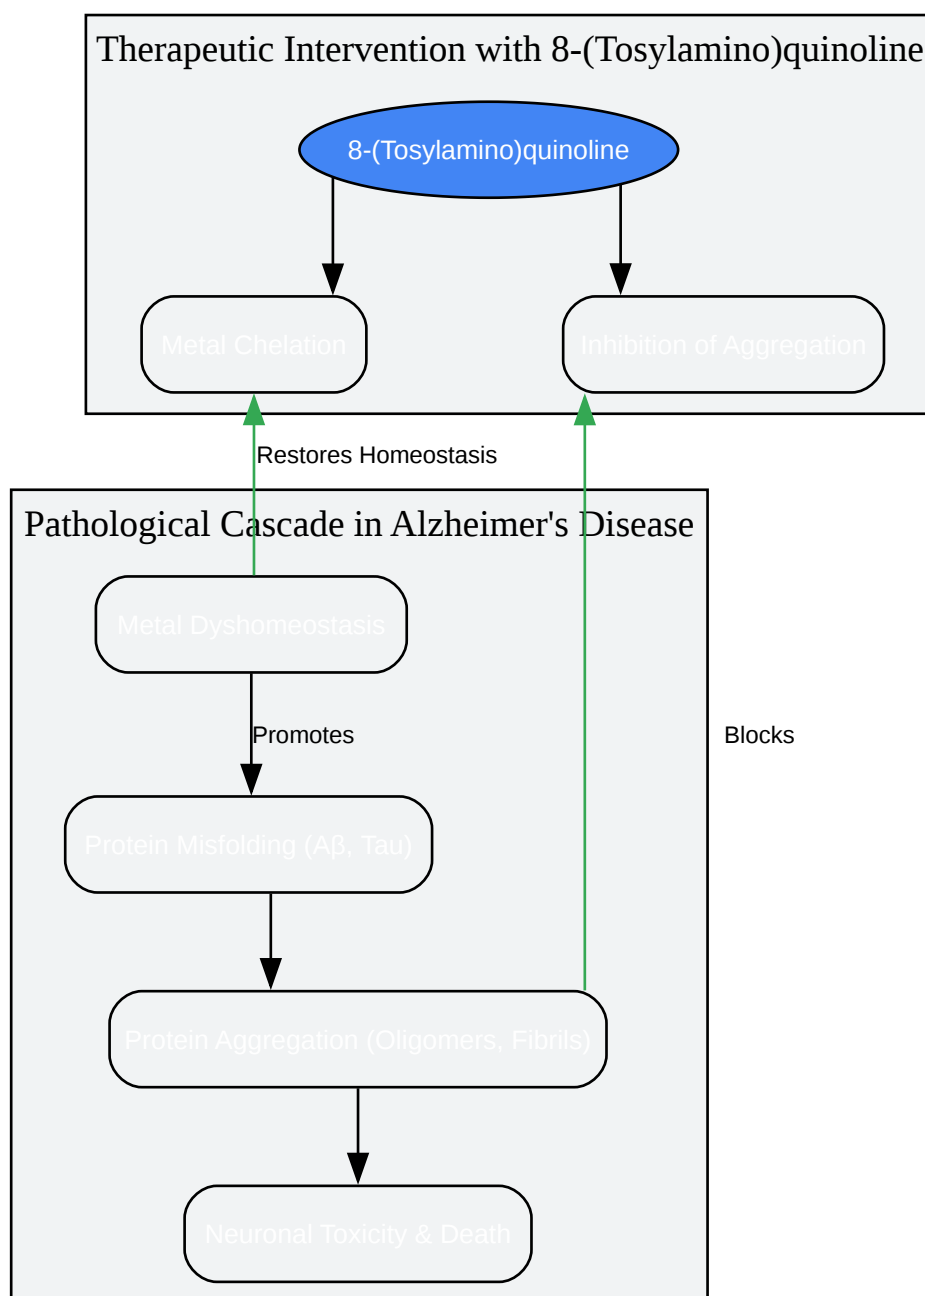 Therapeutic Intervention with 8-(Tosylamino)quinoline
8-(Tosylamino)quinoline
Metal Chelation
Inhibition of Aggregation
Restores Homeostasis
Pathological Cascade in Alzheimer's Disease
Metal Dyshomeostasis
Promotes
Blocks
Protein Misfolding (Aβ, Tau)
Protein Aggregation (Oligomers, Fibrils)
Neuronal Toxicity & Death